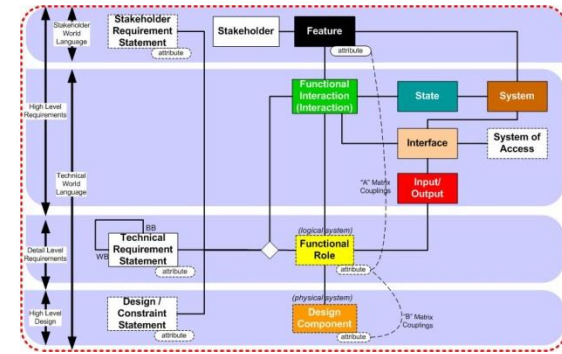 Stakeholder
World
Language
Stakeholder
Requirement
Statement
attribute
Stakeholder
Feature
attribute
High Level
Requirements
Functional
Interaction
(Interaction)
State
System
Interface
System of
Access
Technical
World
Language
"A" Matrix
Couplings
Input/
Output
Detail Level
Requirements
BB
WB
Technical
Requirement
Statement
attribute
(logical system)
Functional
Role
attribute
High Level
Design
Design /
Constraint
Statement
attribute
(physical system)
Design
Component
attribute
"B" Matrix
Couplings